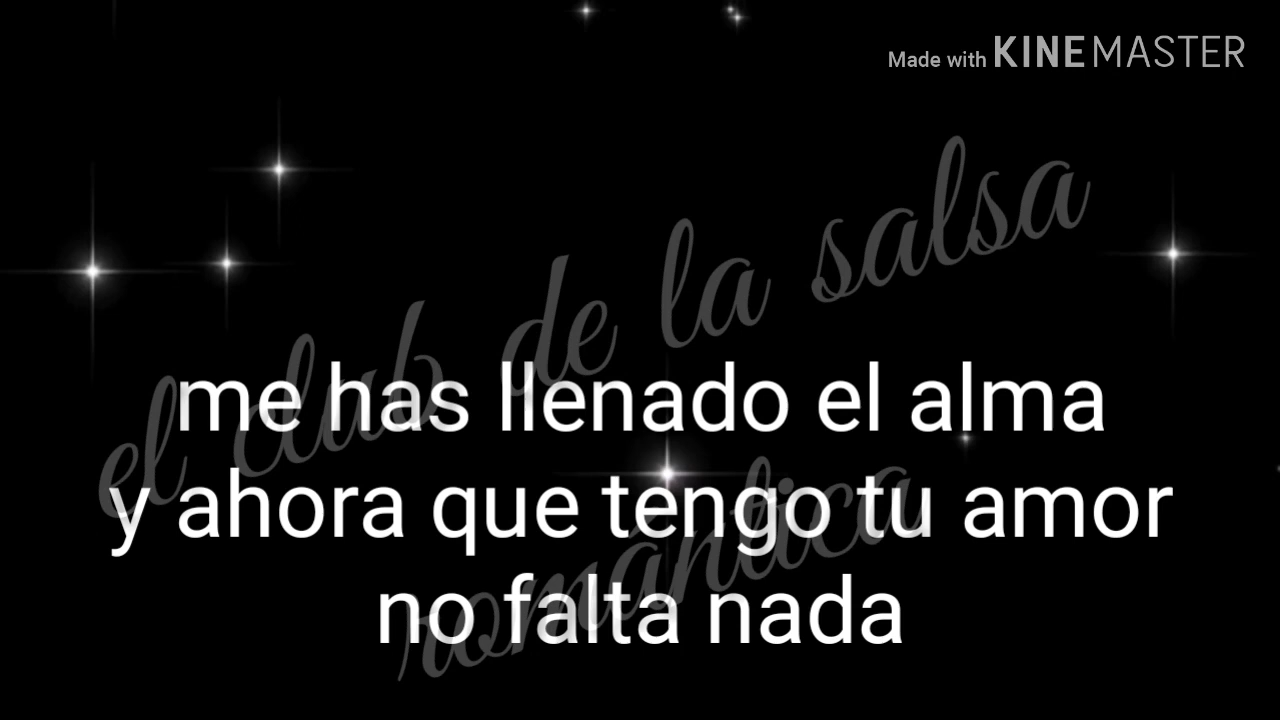 Made with KINEMASTER
el club de la salsa
romántica
me has llenado el alma
y ahora que tengo tu amor
no falta nada